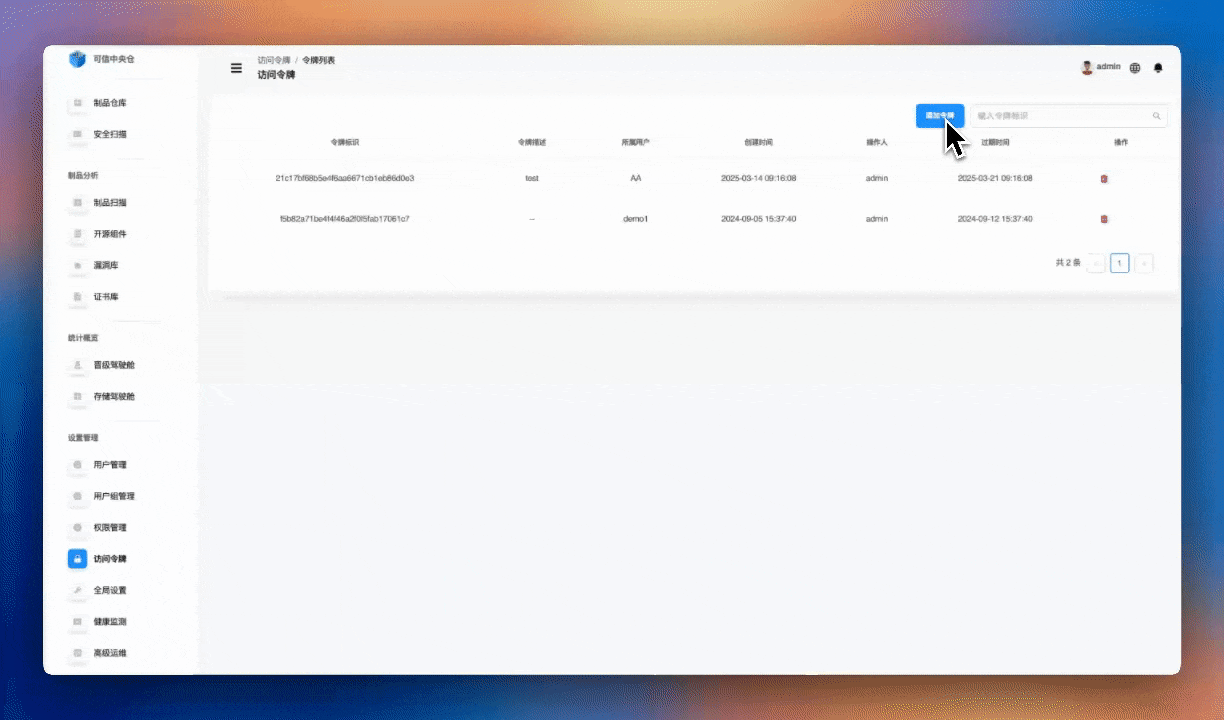 可信中央仓
制品仓库
安全扫描
制品分析
制品扫描
开源组件
漏洞库
证书库
统计概览
晋级驾驶舱
存储驾驶舱
设置管理
用户管理
用户组管理
权限管理
访问令牌
全局设置
健康监测
高级运维
访问令牌 / 令牌列表
访问令牌
admin
添加令牌 输入令牌标识
令牌标识 令牌描述 所属用户 创建时间 操作人 过期时间 操作
21c17bf68b5e4f6aa6671cb1eb86d0e3 test AA 2025-03-14 09:16:08 admin 2025-03-21 09:16:08
-- demo1 2024-09-05 15:37:40 admin 2024-09-12 15:37:40
共 2 条 1